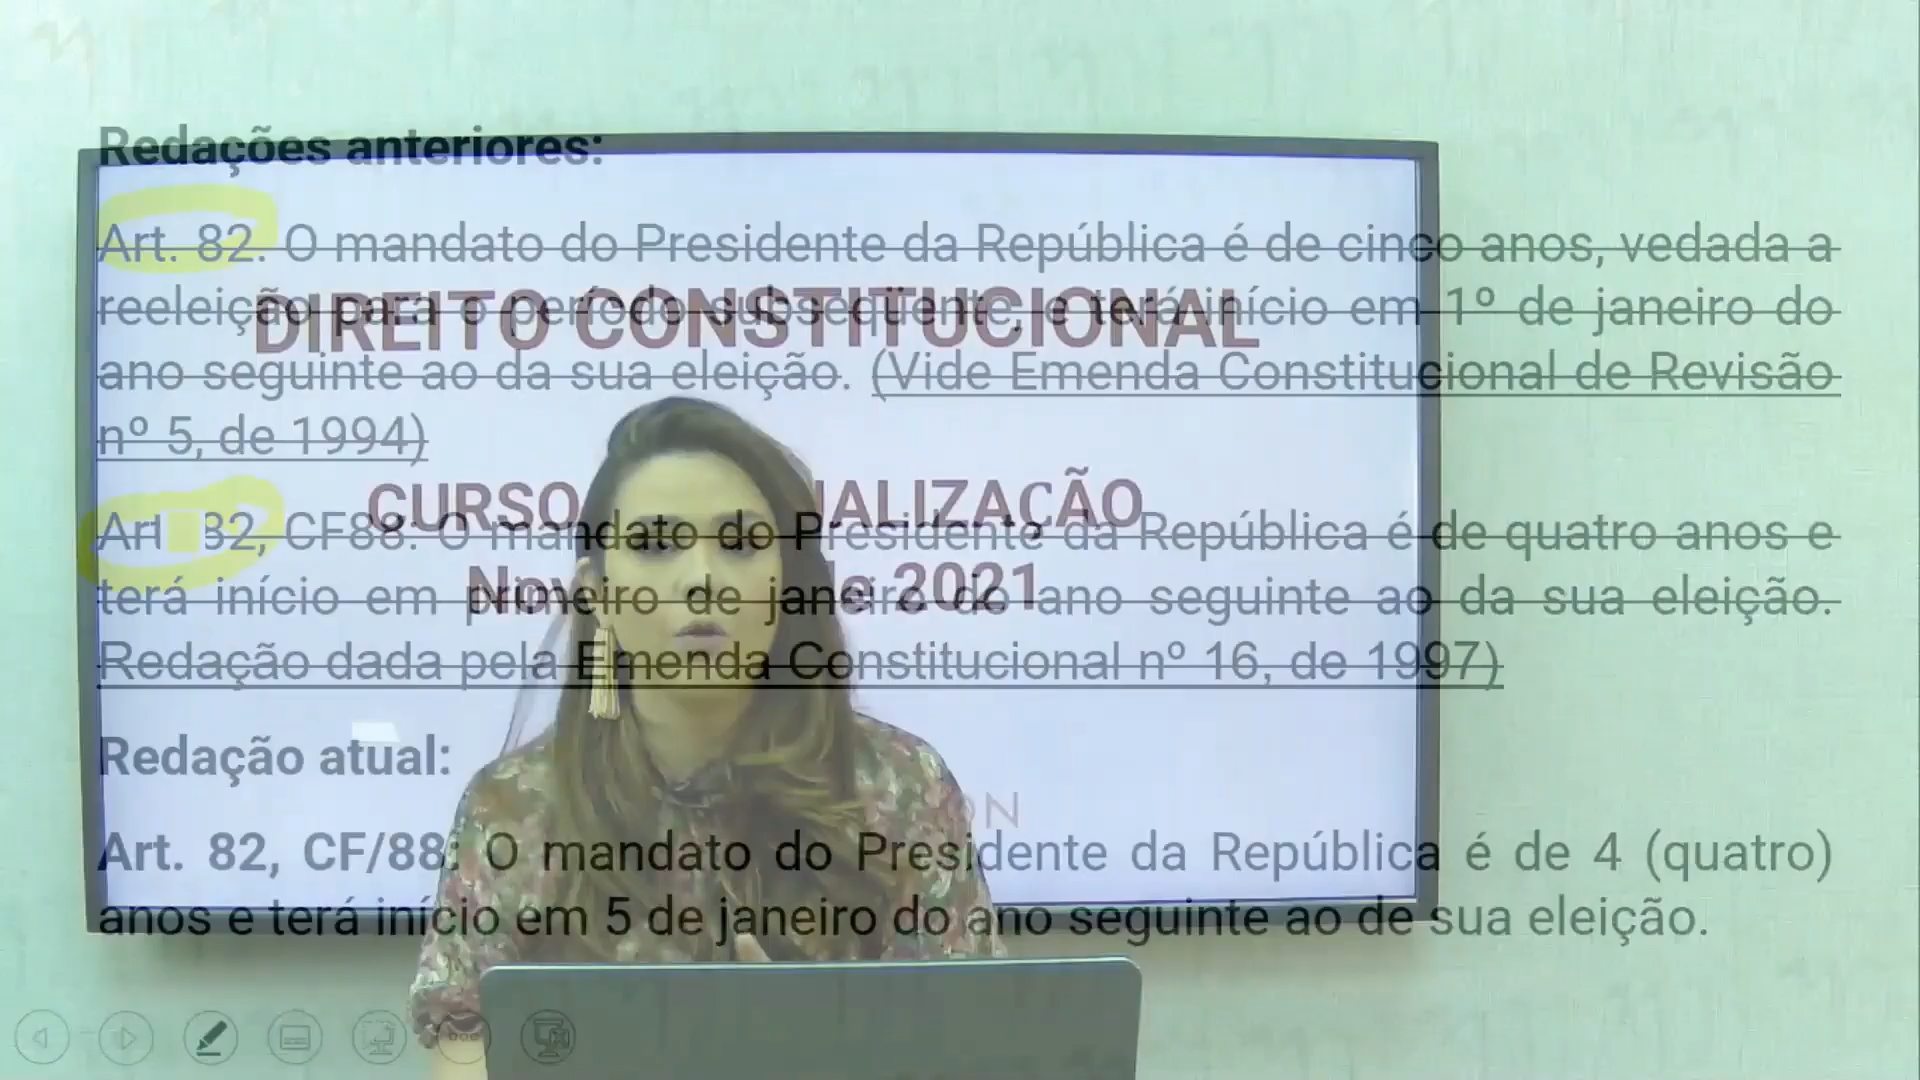 Redações anteriores:
Art. 82. O mandato do Presidente da República é de cinco anos, vedada a
reeleição para o período subsequente, e terá início em 1º de janeiro do
ano seguinte ao da sua eleição. (Vide Emenda Constitucional de Revisão
nº 5, de 1994)
Art 82, CF88: O mandato do Presidente da República é de quatro anos e
terá início em primeiro de janeiro do ano seguinte ao da sua eleição.
Redação dada pela Emenda Constitucional nº 16, de 1997)
Redação atual:
Art. 82, CF/88: O mandato do Presidente da República é de 4 (quatro)
anos e terá início em 5 de janeiro do ano seguinte ao de sua eleição.
DIREITO CONSTITUCIONAL
CURSO
2021